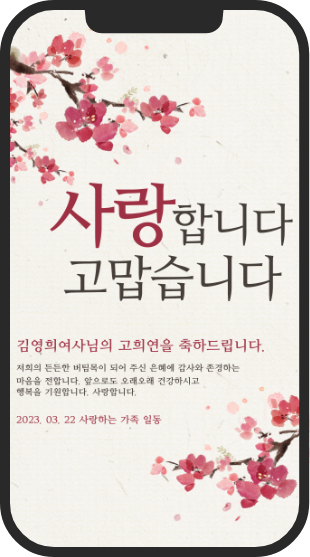 사랑합니다
고맙습니다
김영희여사님의 고희연을 축하드립니다.
저희의 든든한 버팀목이 되어 주신 은혜에 감사와 존경하는
마음을 전합니다. 앞으로도 오래오래 건강하시고
행복을 기원합니다. 사랑합니다.
2023. 03. 22 사랑하는 가족 일동